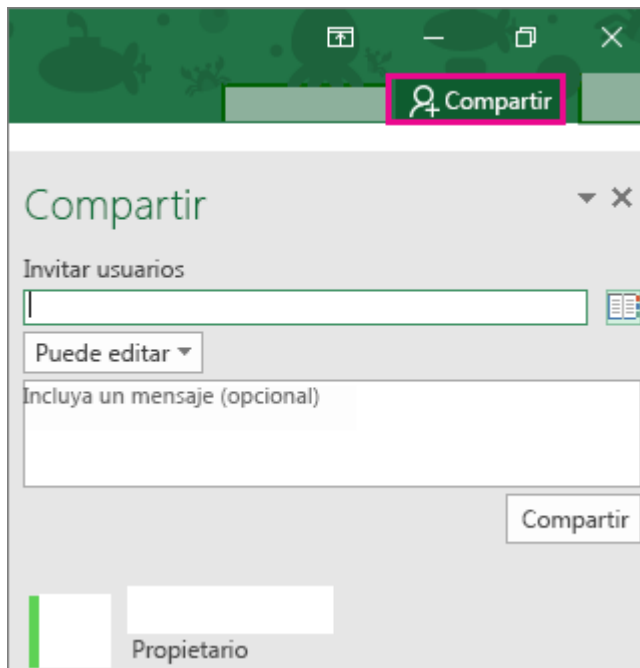 Compartir
Compartir
Invitar usuarios
Puede editar
Incluya un mensaje (opcional)
Compartir
Propietario